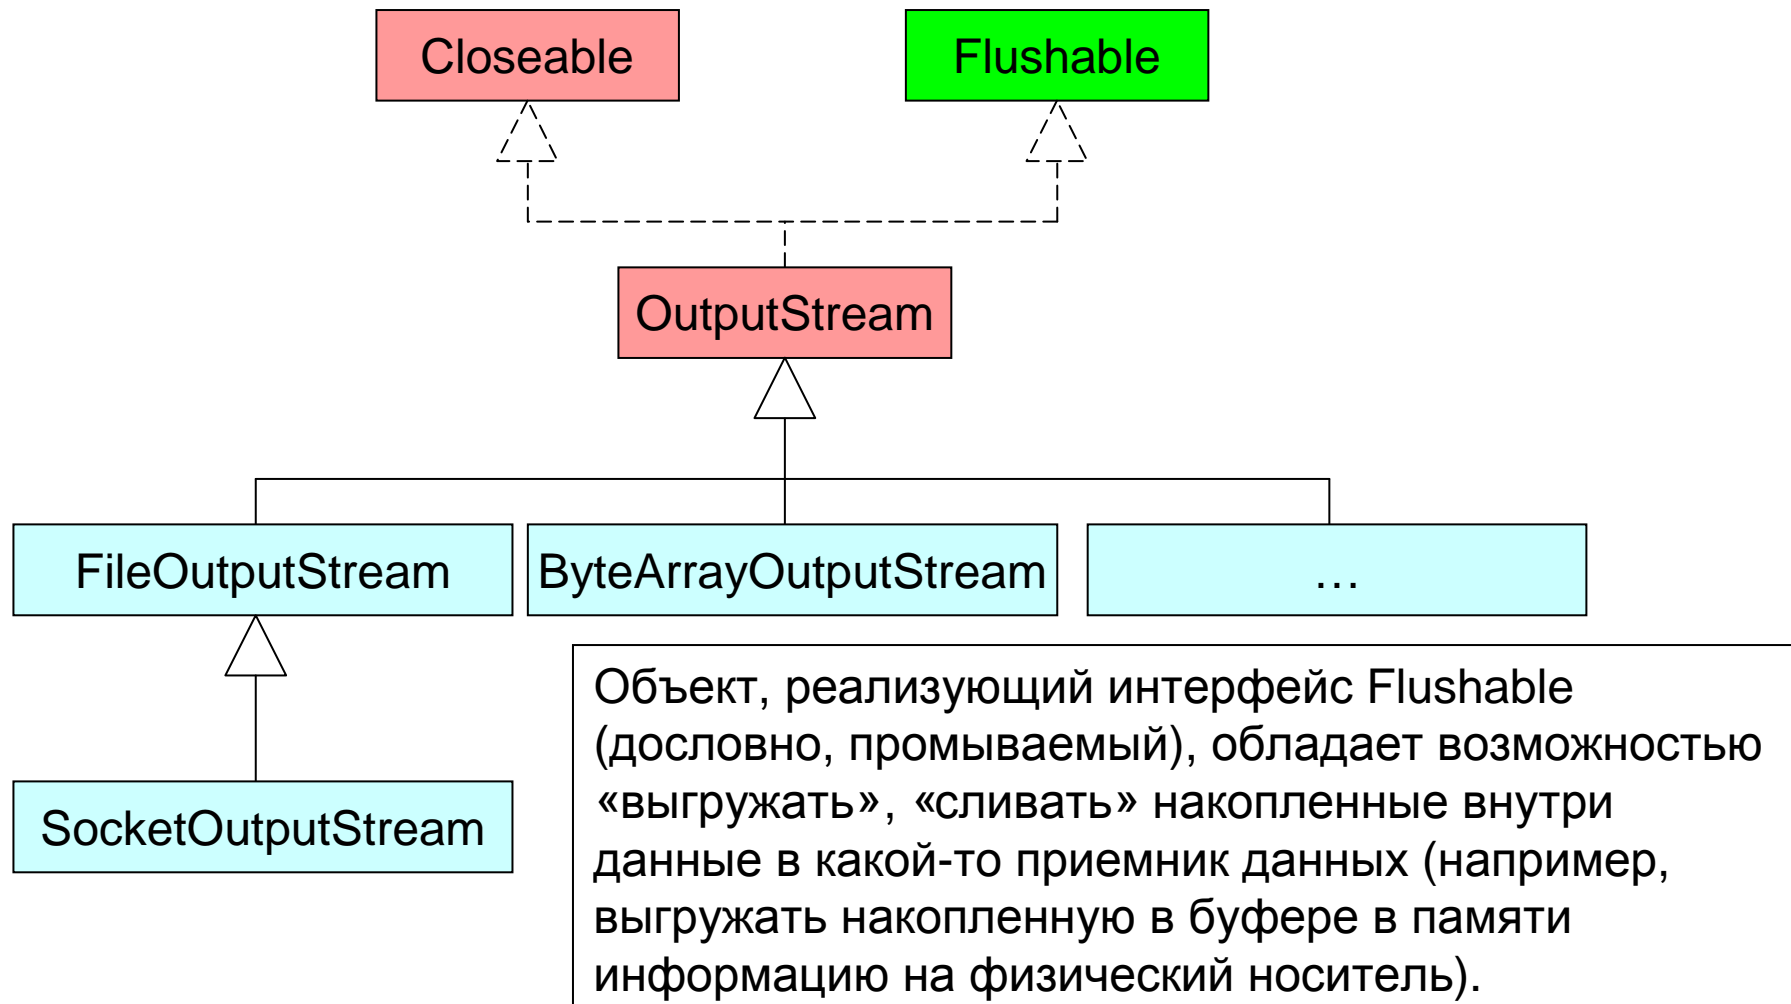 Closeable
Flushable
OutputStream
FileOutputStream
ByteArrayOutputStream
…
SocketOutputStream
Объект, реализующий интерфейс Flushable
(дословно, промываемый), обладает возможностью
«выгружать», «сливать» накопленные внутри
данные в какой-то приемник данных (например,
выгружать накопленную в буфере в памяти
информацию на физический носитель).